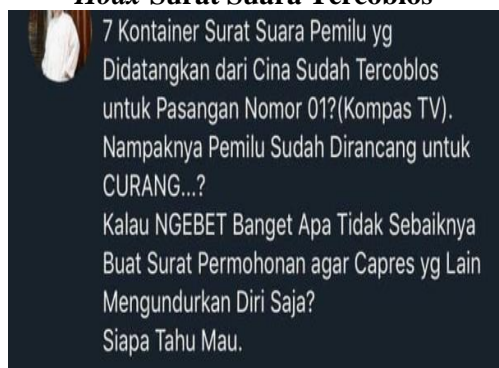 Hoax Surat Suara Tercoblos
7 Kontainer Surat Suara Pemilu yg
Didatangkan dari Cina Sudah Tercoblos
untuk Pasangan Nomor 01?(Kompas TV).
Nampaknya Pemilu Sudah Dirancang untuk
CURANG...?
Kalau NGEBET Banget Apa Tidak Sebaiknya
Buat Surat Permohonan agar Capres yg Lain
Mengundurkan Diri Saja?
Siapa Tahu Mau.